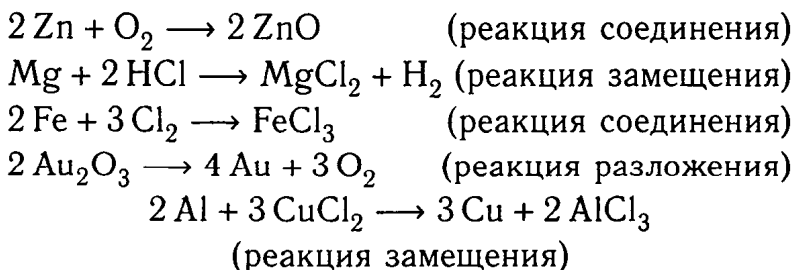 2 Zn + O₂ ⟶ 2 ZnO (реакция соединения)
Mg + 2 HCl ⟶ MgCl₂ + H₂ (реакция замещения)
2 Fe + 3 Cl₂ ⟶ FeCl₃ (реакция соединения)
2 Au₂O₃ ⟶ 4 Au + 3 O₂ (реакция разложения)
2 Al + 3 CuCl₂ ⟶ 3 Cu + 2 AlCl₃
(реакция замещения)